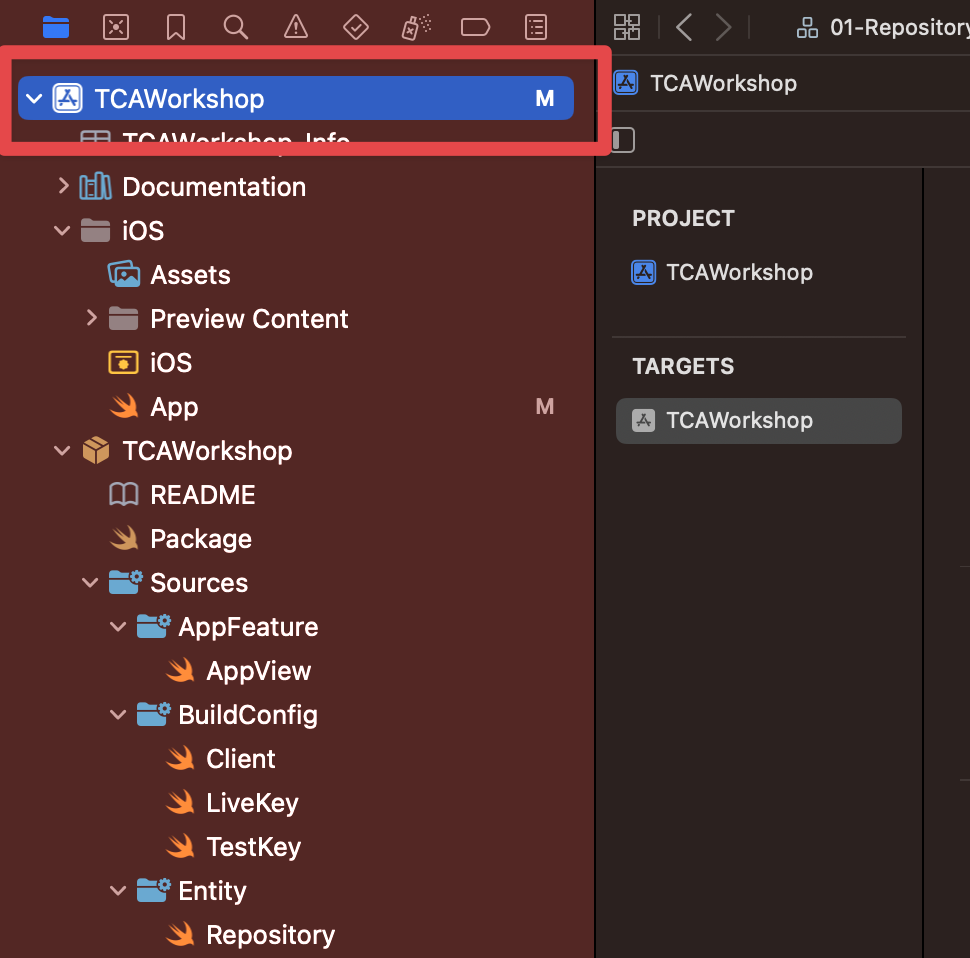 01-Repository
TCAWorkshop M
TCAWorkshop
TCAWorkshop-Info
Documentation
iOS
Assets
Preview Content
iOS
App M
TCAWorkshop
README
Package
Sources
AppFeature
AppView
BuildConfig
Client
LiveKey
TestKey
Entity
Repository
PROJECT
TCAWorkshop
TARGETS
TCAWorkshop